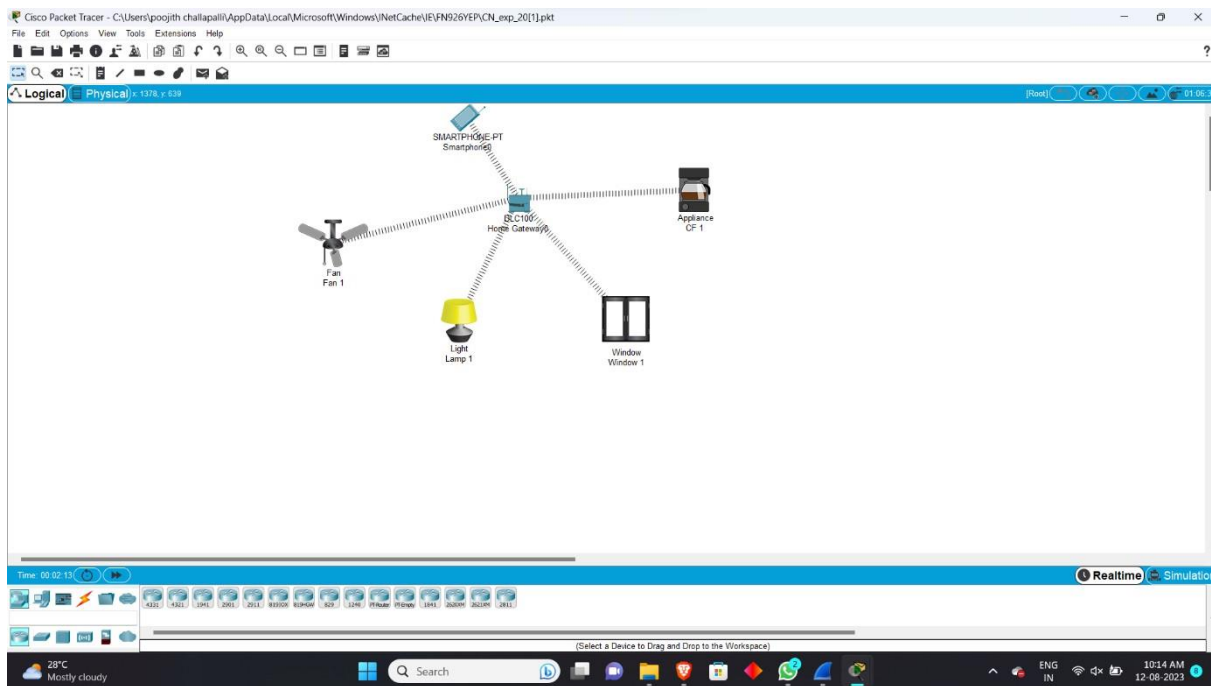 Cisco Packet Tracer - C:\Users\poojith challapalli\AppData\Local\Microsoft\Windows\INetCache\IE\FN926YEP\CN_exp_20[1].pkt
File Edit Options View Tools Extensions Help
?
Logical Physical x: 1378, y: 639
[Root]
SMARTPHONE-PT
Smartphone0
DLC100
Home Gateway0
Appliance
CF 1
Fan
Fan 1
Light
Lamp 1
Window
Window 1
Time: 00:02:13
Realtime Simulatio
4331 4321 1941 2901 2911 819IOX 819HGW 829 1240 PT-Router PT-Empty 1841 2620XM 2621XM 2811
(Select a Device to Drag and Drop to the Workspace)
28°C
Mostly cloudy
Search
2
ENG
IN
10:14 AM
12-08-2023